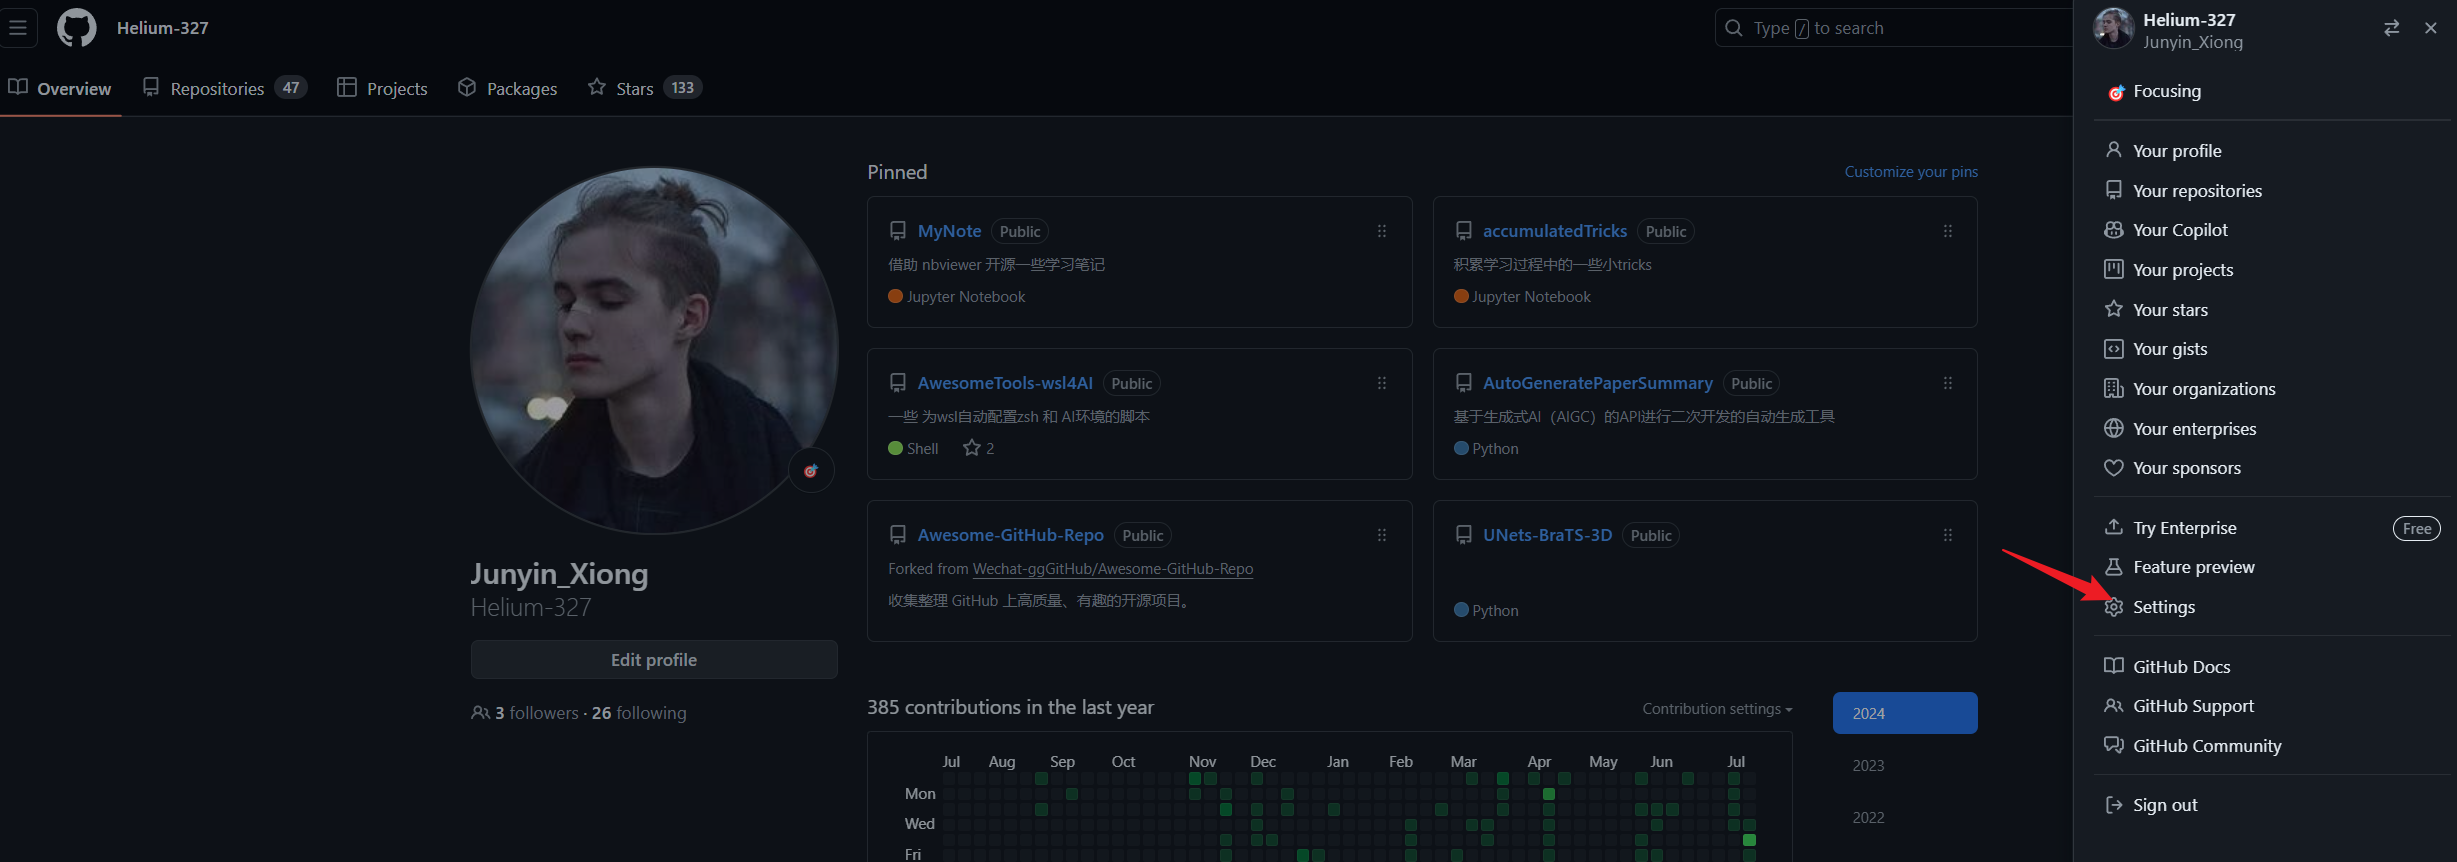 Helium-327
Type / to search
Overview
Repositories 47
Projects
Packages
Stars 133
Helium-327
Junyin_Xiong
Focusing
Your profile
Your repositories
Your Copilot
Your projects
Your stars
Your gists
Your organizations
Your enterprises
Your sponsors
Try Enterprise Free
Feature preview
Settings
GitHub Docs
GitHub Support
GitHub Community
Sign out
Junyin_Xiong
Helium-327
Edit profile
3 followers · 26 following
Pinned
Customize your pins
MyNote Public
借助 nbviewer 开源一些学习笔记
Jupyter Notebook
accumulatedTricks Public
积累学习过程中的一些小tricks
Jupyter Notebook
AwesomeTools-wsl4AI Public
一些 为wsl自动配置zsh 和 AI环境的脚本
Shell 2
AutoGeneratePaperSummary Public
基于生成式AI（AIGC）的API进行二次开发的自动生成工具
Python
Awesome-GitHub-Repo Public
Forked from Wechat-ggGitHub/Awesome-GitHub-Repo
收集整理 GitHub 上高质量、有趣的开源项目。
UNets-BraTS-3D Public
Python
385 contributions in the last year
Contribution settings
Jul Aug Sep Oct Nov Dec Jan Feb Mar Apr May Jun Jul
Mon
Wed
Fri
2024
2023
2022